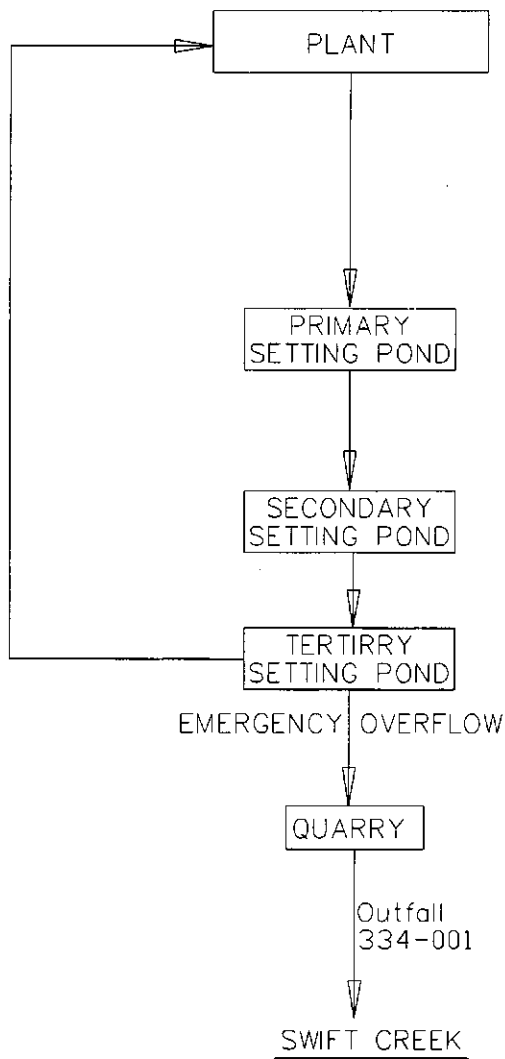 PLANT
PRIMARY
SETTING POND
SECONDARY
SETTING POND
TERTIRRY
SETTING POND
EMERGENCY OVERFLOW
QUARRY
Outfall
334-001
SWIFT CREEK